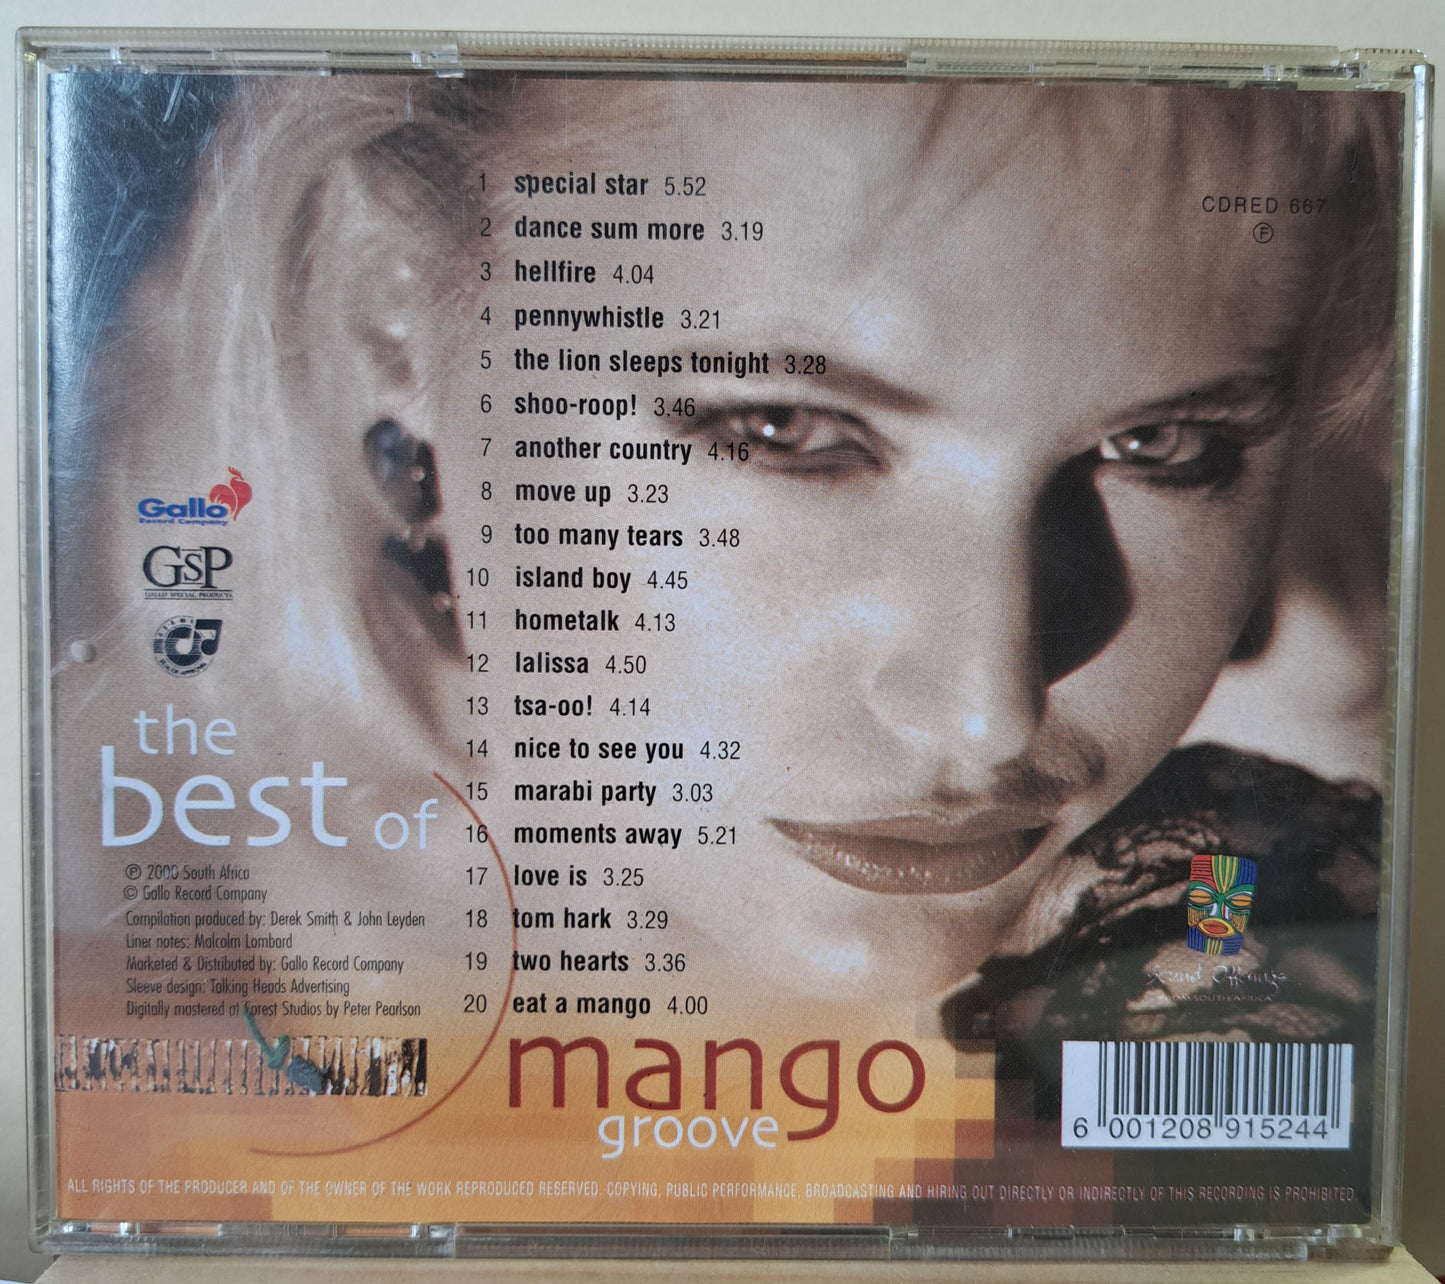 1 special star 5.52
2 dance sum more 3.19
3 hellfire 4.04
4 pennywhistle 3.21
5 the lion sleeps tonight 3.28
6 shoo-roop! 3.46
7 another country 4.16
8 move up 3.23
9 too many tears 3.48
10 island boy 4.45
11 hometalk 4.13
12 lalissa 4.50
13 tsa-oo! 4.14
14 nice to see you 4.32
15 marabi party 3.03
16 moments away 5.21
17 love is 3.25
18 tom hark 3.29
19 two hearts 3.36
20 eat a mango 4.00
CDRED 667
Ⓕ
Gallo
Record Company
GSP
GALLO SPECIAL PRODUCTS
the
best of
℗ 2000 South Africa
© Gallo Record Company
Compilation produced by: Derek Smith & John Leyden
Liner notes: Malcolm Lombard
Marketed & Distributed by: Gallo Record Company
Sleeve design: Talking Heads Advertising
Digitally mastered at Forest Studios by Peter Pearlson
mango
groove
SOUTH AFRICA
6 001208 915244
ALL RIGHTS OF THE PRODUCER AND OF THE OWNER OF THE WORK REPRODUCED RESERVED. COPYING, PUBLIC PERFORMANCE, BROADCASTING AND HIRING OUT DIRECTLY OR INDIRECTLY OF THIS RECORDING IS PROHIBITED.